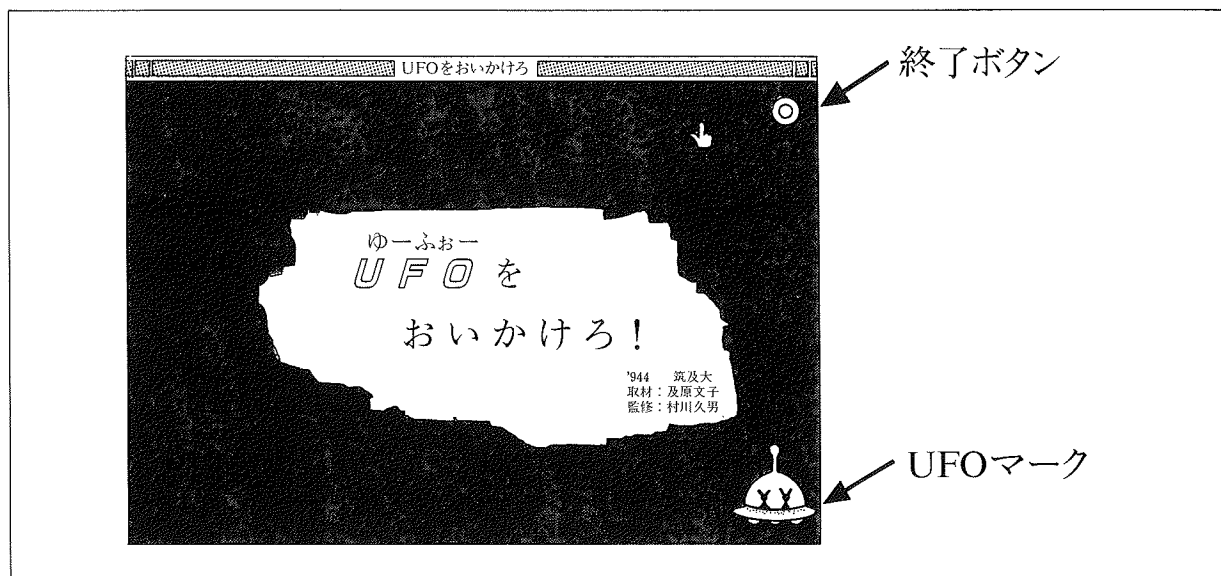 UFOをおいかけろ
終了ボタン
ゆーふぉー
UFOを
おいかけろ！
'944 筑及大
取材：及原文子
監修：村川久男
UFOマーク